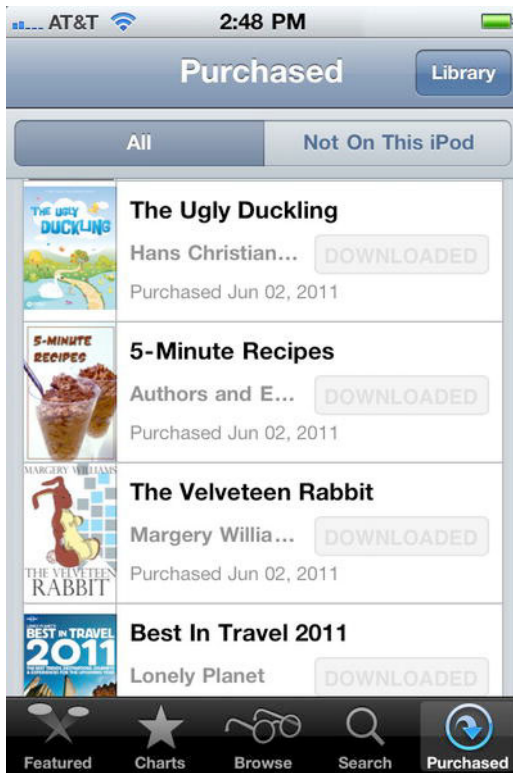 AT&T 2:48 PM
Purchased
Library
All
Not On This iPod
THE UGLY
DUCKLING
The Ugly Duckling
Hans Christian...
DOWNLOADED
Purchased Jun 02, 2011
5-MINUTE
RECIPES
5-Minute Recipes
Authors and E...
DOWNLOADED
Purchased Jun 02, 2011
MARGERY WILLIAMS
THE VELVETEEN
RABBIT
The Velveteen Rabbit
Margery Willia...
DOWNLOADED
Purchased Jun 02, 2011
BEST IN TRAVEL
2011
Best In Travel 2011
Lonely Planet
DOWNLOADED
Featured
Charts
Browse
Search
Purchased